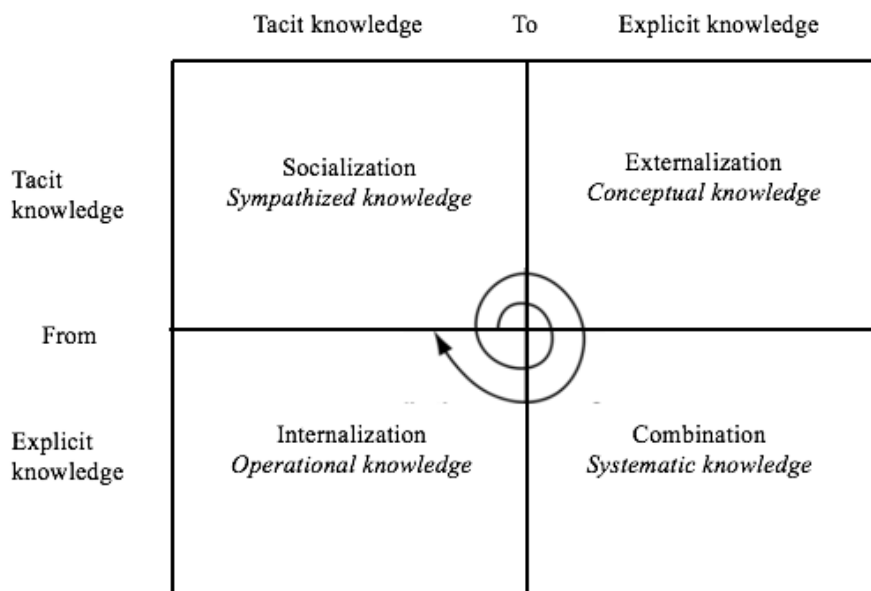 Tacit knowledge To Explicit knowledge
Socialization
Sympathized knowledge
Externalization
Conceptual knowledge
Tacit
knowledge
From
Explicit
knowledge
Internalization
Operational knowledge
Combination
Systematic knowledge